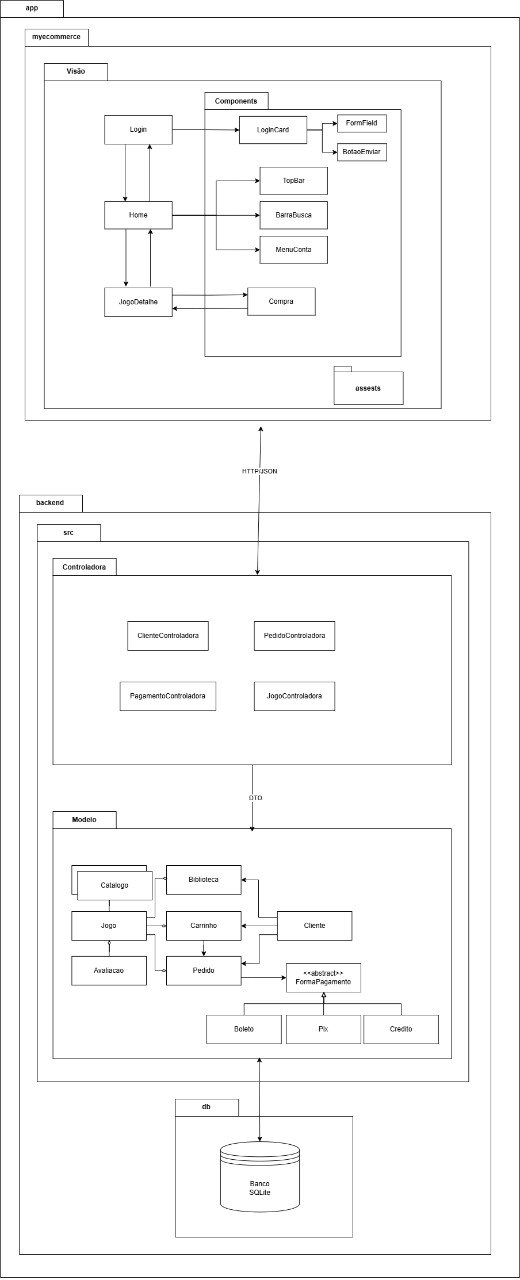 app
myecommerce
Visão
Components
Login
LoginCard
FormField
BotaoEnviar
TopBar
Home
BarraBusca
MenuConta
JogoDetalhe
Compra
assests
HTTP/JSON
backend
src
Controladora
ClienteControladora
PedidoControladora
PagamentoControladora
JogoControladora
DTO
Modelo
Catalogo
Biblioteca
Jogo
Carrinho
Cliente
Avaliacao
Pedido
<<abstract>>
FormaPagamento
Boleto
Pix
Credito
db
Banco
SQLite